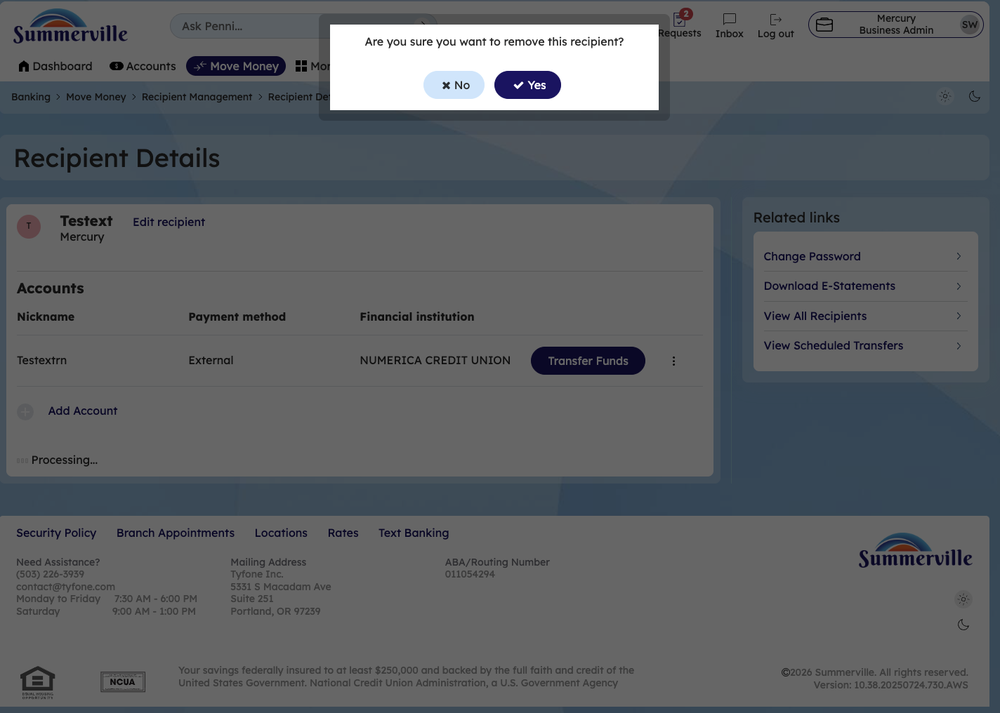 Summerville
Ask Penni...
2
Requests
Inbox
Log out
Mercury
Business Admin
SW
Dashboard
$
Accounts
Move Money
Are you sure you want to remove this recipient?
No
Yes
Banking > Move Money > Recipient Management >
Recipient Details
T
Testext
Edit recipient
Mercury
Accounts
Nickname Payment method Financial institution
Testextrn External NUMERICA CREDIT UNION Transfer Funds
Add Account
Processing...
Related links
Change Password
Download E-Statements
View All Recipients
View Scheduled Transfers
Security Policy Branch Appointments Locations Rates Text Banking
Need Assistance?
(503) 226-3939
contact@tyfone.com
Monday to Friday 7:30 AM - 6:00 PM
Saturday 9:00 AM - 1:00 PM
Mailing Address
Tyfone Inc.
5331 S Macadam Ave
Suite 251
Portland, OR 97239
ABA/Routing Number
011054294
Summerville
EQUAL HOUSING
OPPORTUNITY
NCUA
Your savings federally insured to at least $250,000 and backed by the full faith and credit of the
United States Government. National Credit Union Administration, a U.S. Government Agency
©2026 Summerville. All rights reserved.
Version: 10.38.20250724.730.AWS